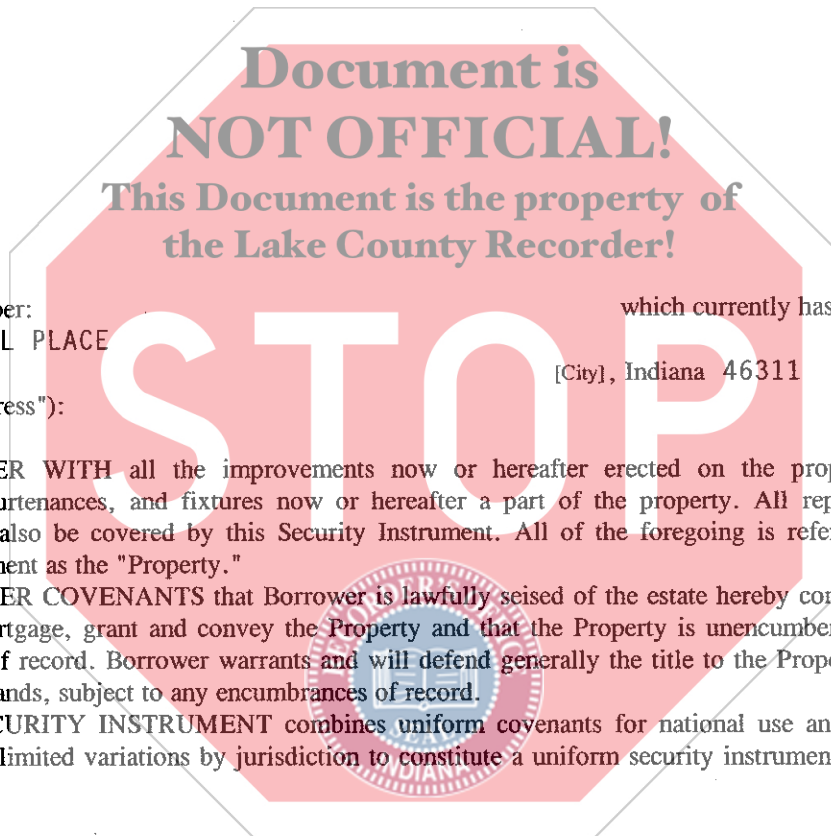 Document is
NOT OFFICIAL!
This Document is the property of
the Lake County Recorder!
which currently has
L PLACE
[City], Indiana 46311
ress"):
STOP
ER WITH all the improvements now or hereafter erected on the prop
urtenances, and fixtures now or hereafter a part of the property. All rep
also be covered by this Security Instrument. All of the foregoing is refer
ment as the "Property."
ER COVENANTS that Borrower is lawfully seised of the estate hereby con
rtgage, grant and convey the Property and that the Property is unencumber
f record. Borrower warrants and will defend generally the title to the Prope
ands, subject to any encumbrances of record.
CURITY INSTRUMENT combines uniform covenants for national use an
limited variations by jurisdiction to constitute a uniform security instrumen
RECORDER'S OFFICE
SEAL
INDIANA